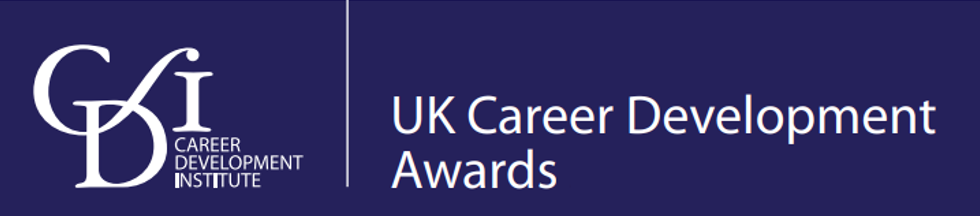 CDi
CAREER
DEVELOPMENT
INSTITUTE
UK Career Development
Awards